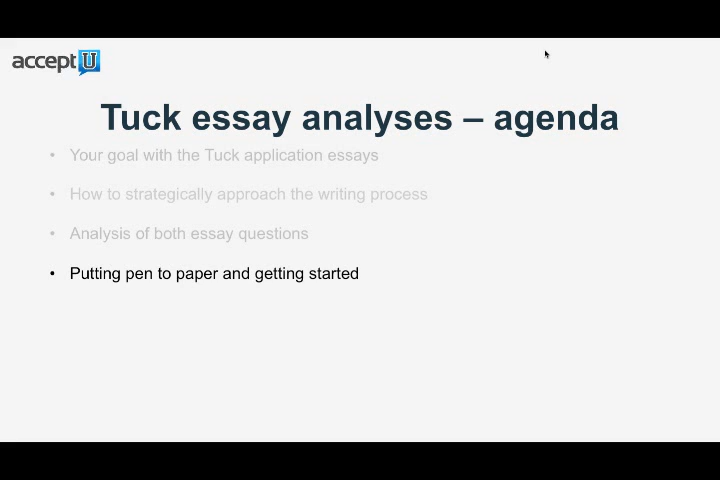 accept U
Tuck essay analyses – agenda
• Your goal with the Tuck application essays
• How to strategically approach the writing process
• Analysis of both essay questions
• Putting pen to paper and getting started